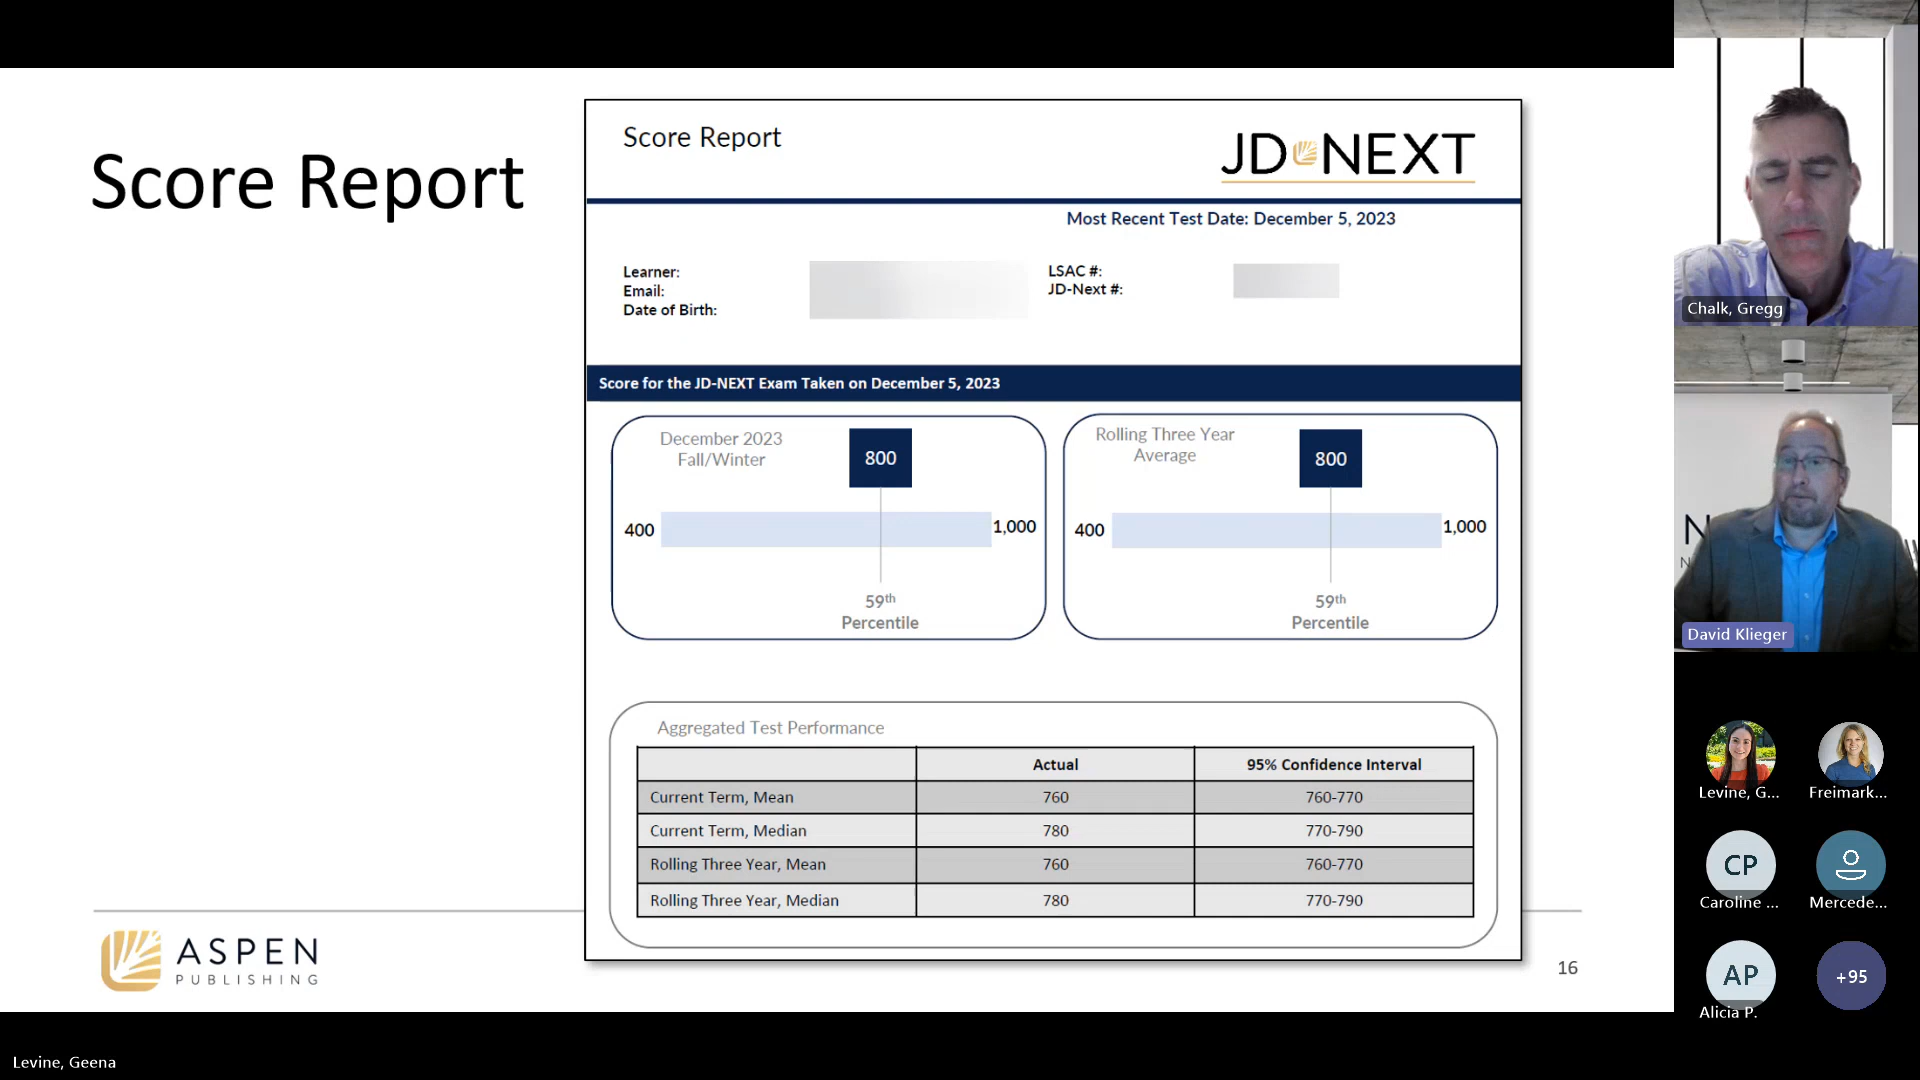 Score Report
Score Report
JD-NEXT
Most Recent Test Date: December 5, 2023
Learner:
Email:
Date of Birth:
LSAC #:
JD-Next #:
Score for the JD-NEXT Exam Taken on December 5, 2023
December 2023
Fall/Winter
800
400
1,000
59th
Percentile
Rolling Three Year
Average
800
400
1,000
59th
Percentile
Aggregated Test Performance
Actual 95% Confidence Interval
Current Term, Mean 760 760-770
Current Term, Median 780 770-790
Rolling Three Year, Mean 760 760-770
Rolling Three Year, Median 780 770-790
ASPEN
PUBLISHING
16
Chalk, Gregg
N
N
David Klieger
Levine, G...
Freimark...
CP
Caroline ...
Mercede...
AP
Alicia P.
+95
Levine, Geena